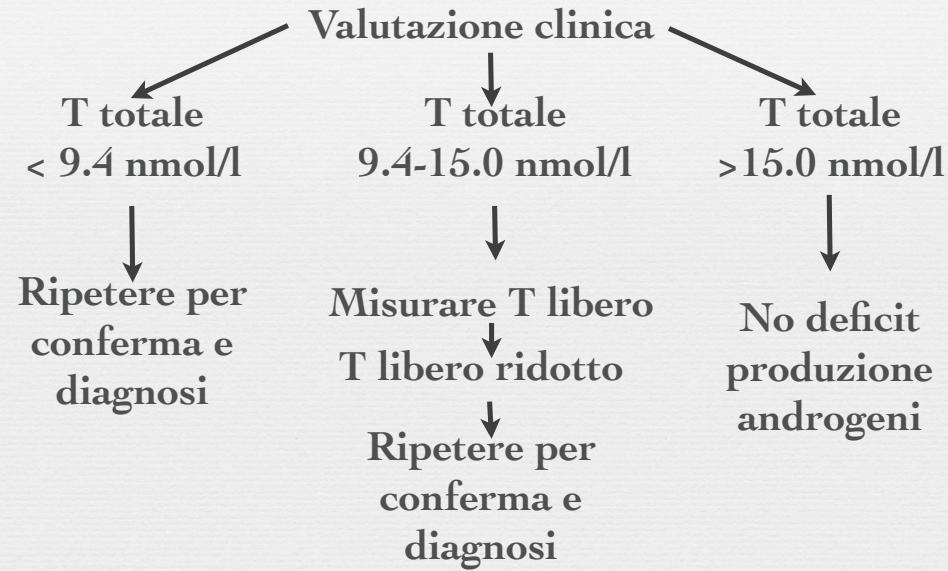 Valutazione clinica
T totale
< 9.4 nmol/l
Ripetere per
conferma e
diagnosi
T totale
9.4-15.0 nmol/l
Misurare T libero
T libero ridotto
Ripetere per
conferma e
diagnosi
T totale
>15.0 nmol/l
No deficit
produzione
androgeni